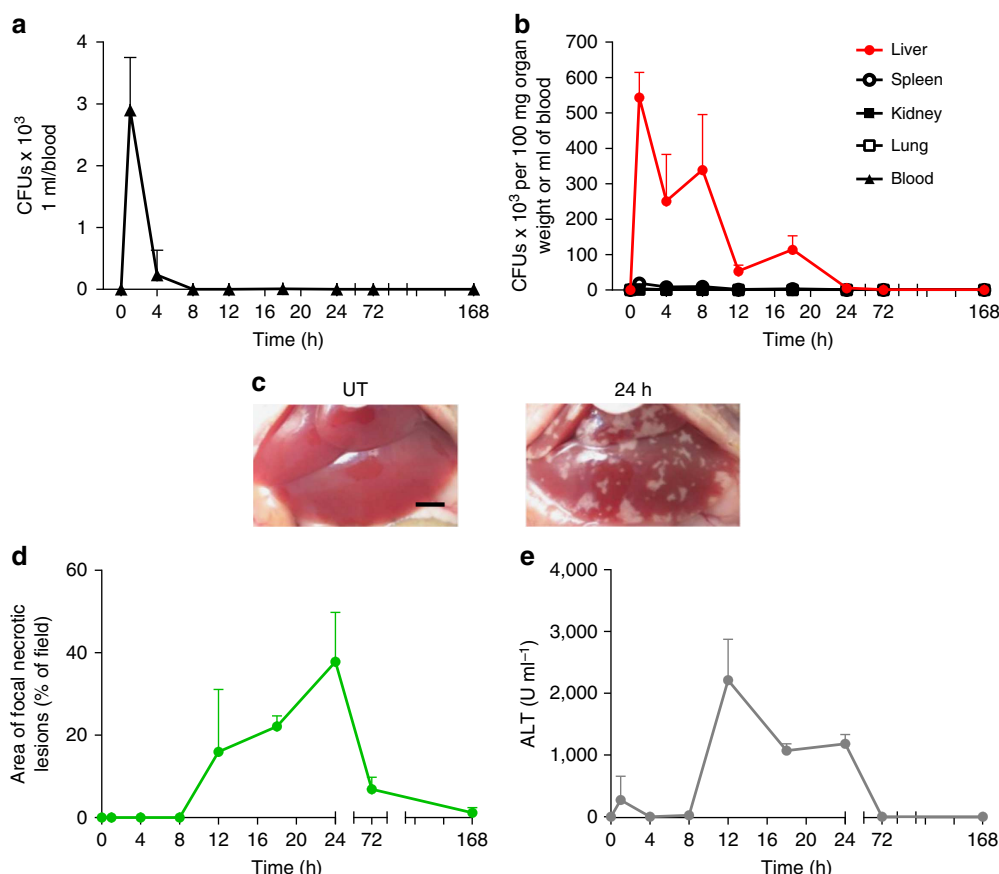 a
CFUs x 10³
1 ml/blood
4
3
2
1
0
0 4 8 12 16 20 24 72 168
Time (h)
b
CFUs x 10³ per 100 mg organ
weight or ml of blood
700
600
500
400
300
200
100
0
0 4 8 12 16 20 24 72 168
Time (h)
Liver
Spleen
Kidney
Lung
Blood
c
UT
24 h
d
Area of focal necrotic
lesions (% of field)
60
40
20
0
0 4 8 12 16 20 24 72 168
Time (h)
e
ALT (U ml⁻¹)
4,000
3,000
2,000
1,000
0
0 4 8 12 16 20 24 72 168
Time (h)